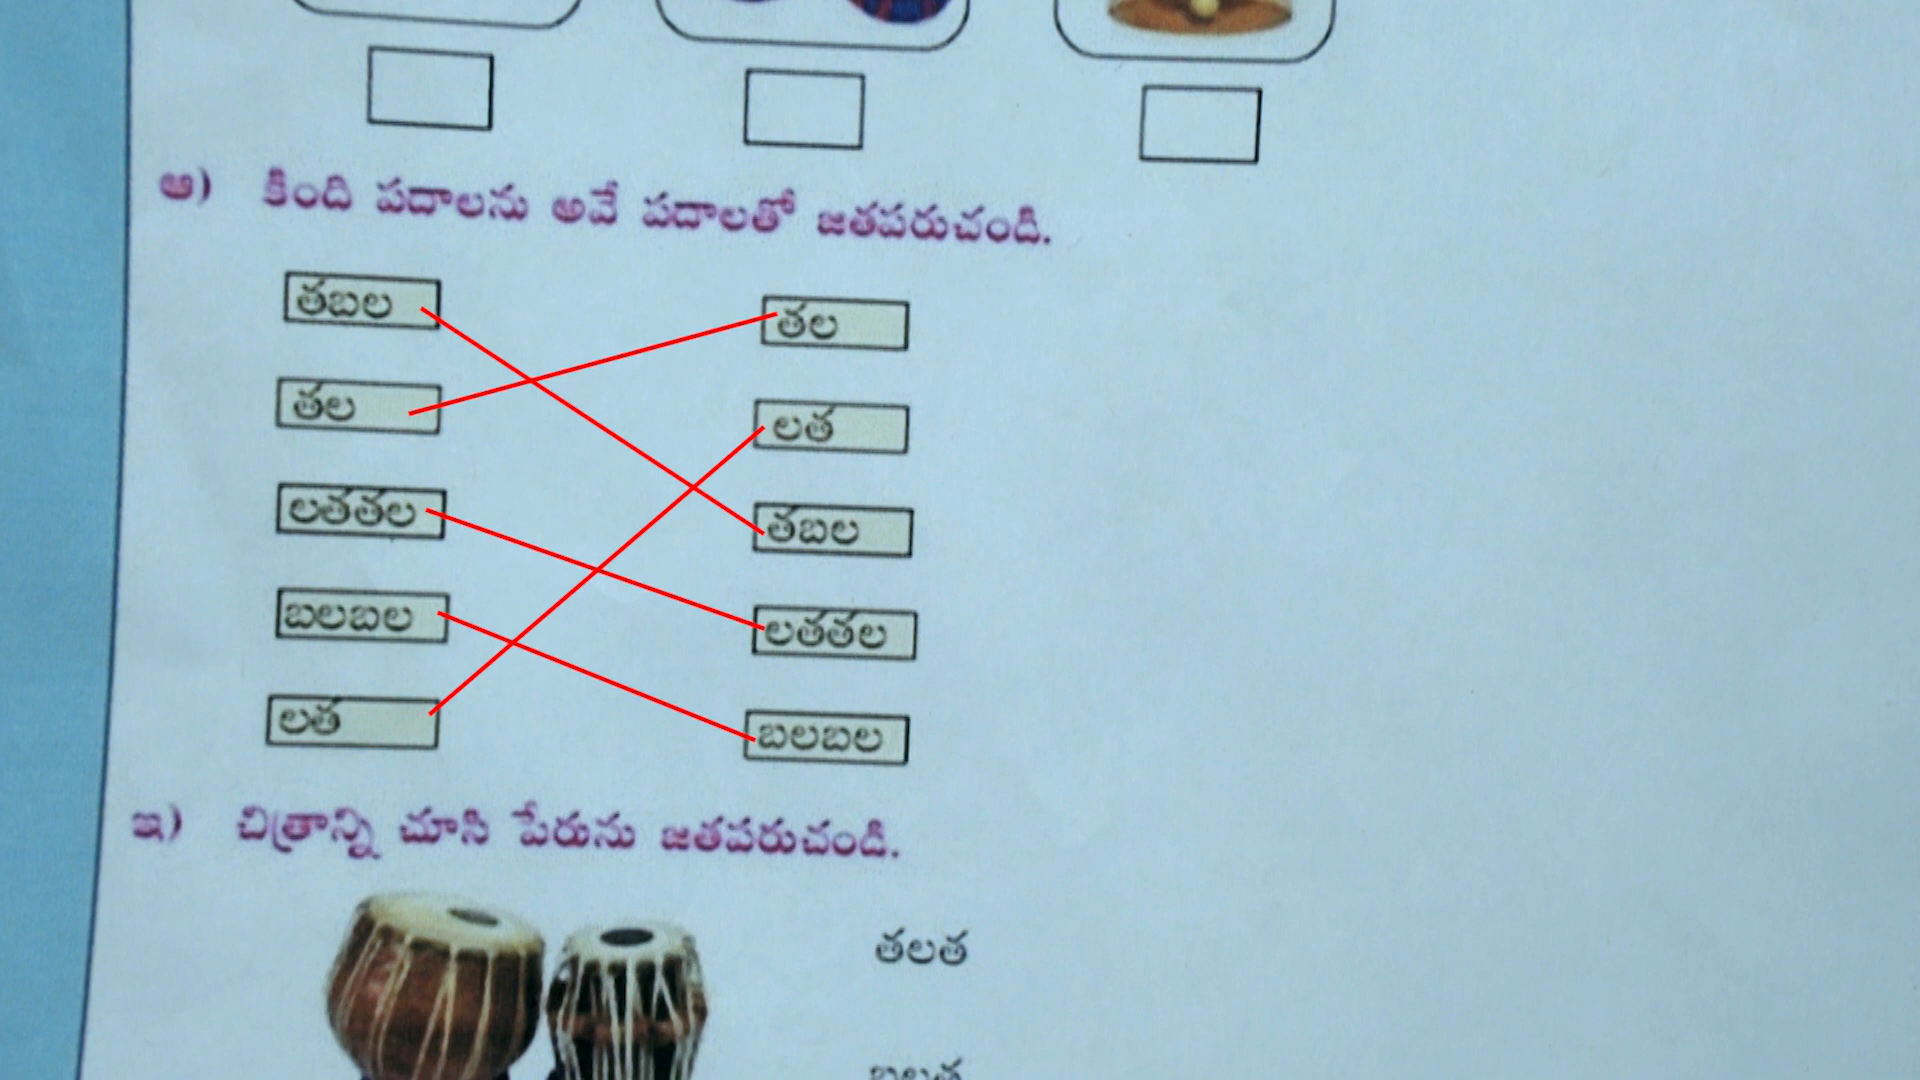 ఆ) కింది పదాలను అవే పదాలతో జతపరుచండి.
తబల తల
తల లత
లతతల తబల
బలబల లతతల
లత బలబల
ఇ) చిత్రాన్ని చూసి పేరును జతపరుచండి.
తలత